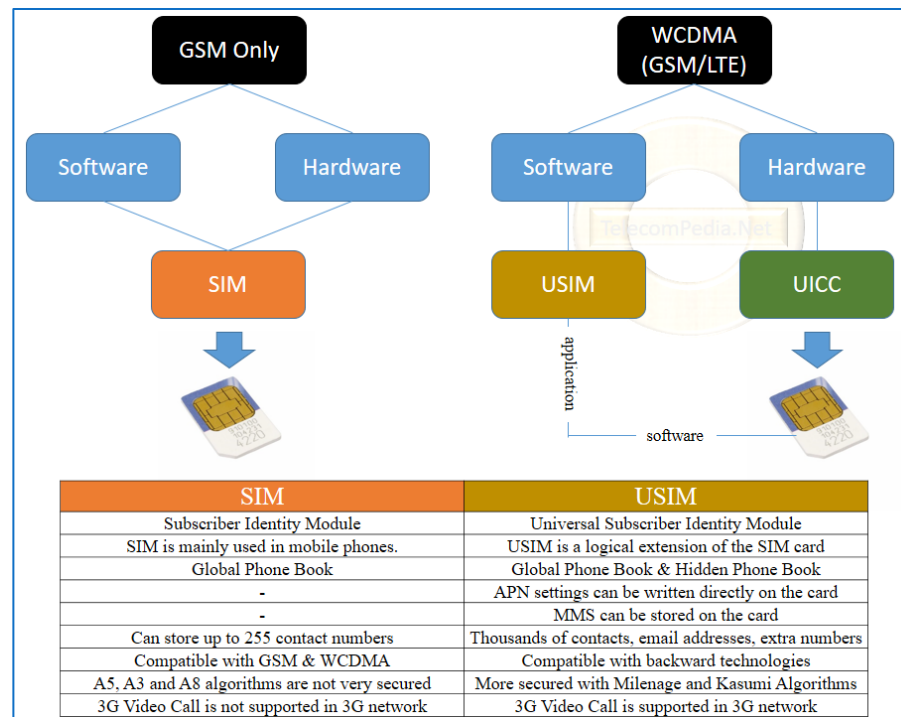 GSM Only
WCDMA
(GSM/LTE)
Software
Hardware
Software
Hardware
TelecomPedia.Net
SIM
USIM
UICC
application
software
4220
4220
SIM
USIM
Subscriber Identity Module
Universal Subscriber Identity Module
SIM is mainly used in mobile phones.
USIM is a logical extension of the SIM card
Global Phone Book
Global Phone Book & Hidden Phone Book
-
APN settings can be written directly on the card
-
MMS can be stored on the card
Can store up to 255 contact numbers
Thousands of contacts, email addresses, extra numbers
Compatible with GSM & WCDMA
Compatible with backward technologies
A5, A3 and A8 algorithms are not very secured
More secured with Milenage and Kasumi Algorithms
3G Video Call is not supported in 3G network
3G Video Call is supported in 3G network